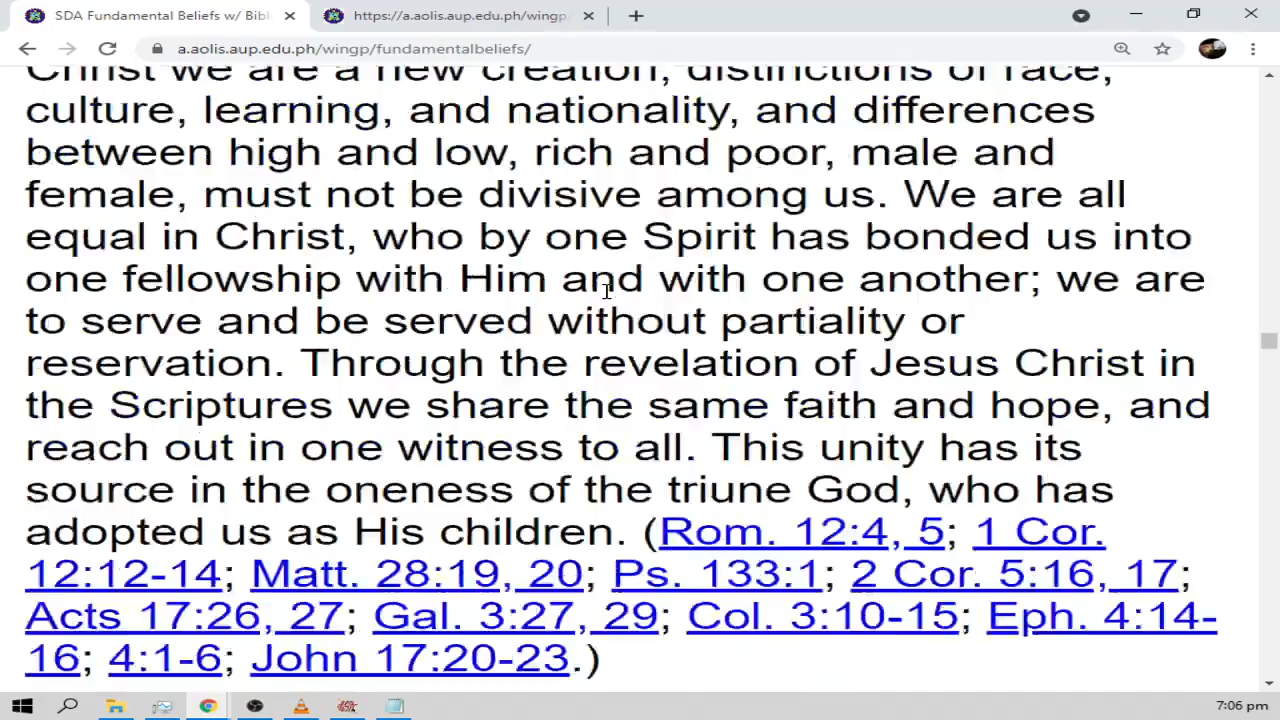 SDA Fundamental Beliefs w/ Bibl
https://a.aolis.aup.edu.ph/wingp
a.aolis.aup.edu.ph/wingp/fundamentalbeliefs/
Christ we are a new creation, distinctions of race,
culture, learning, and nationality, and differences
between high and low, rich and poor, male and
female, must not be divisive among us. We are all
equal in Christ, who by one Spirit has bonded us into
one fellowship with Him and with one another; we are
to serve and be served without partiality or
reservation. Through the revelation of Jesus Christ in
the Scriptures we share the same faith and hope, and
reach out in one witness to all. This unity has its
source in the oneness of the triune God, who has
adopted us as His children. (Rom. 12:4, 5; 1 Cor.
12:12-14; Matt. 28:19, 20; Ps. 133:1; 2 Cor. 5:16, 17;
Acts 17:26, 27; Gal. 3:27, 29; Col. 3:10-15; Eph. 4:14-
16; 4:1-6; John 17:20-23.)
7:06 pm